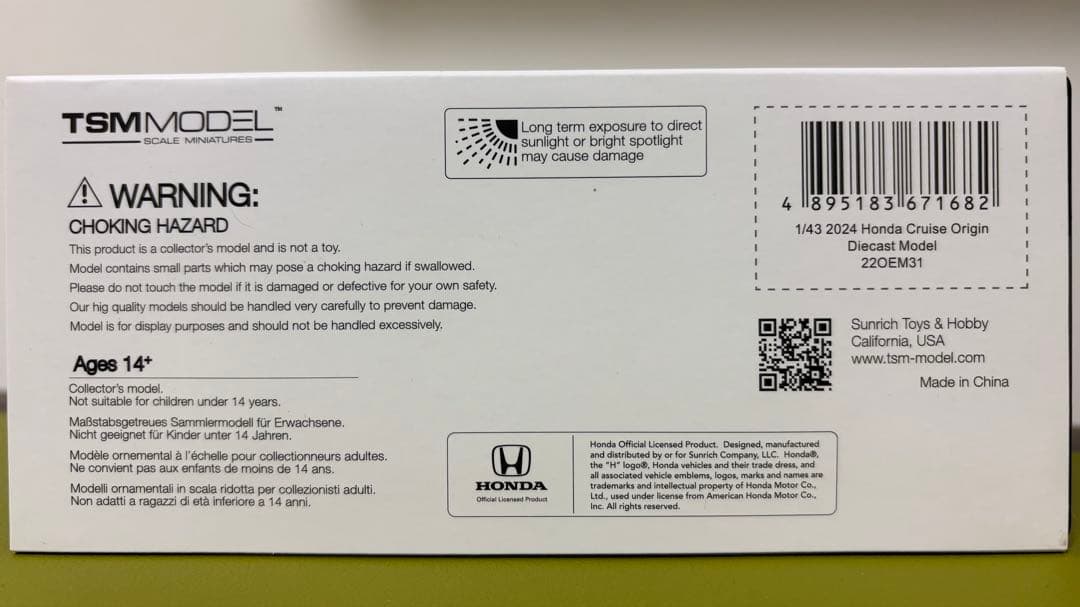 TSMMODEL™
SCALE MINIATURES
WARNING:
CHOKING HAZARD
This product is a collector's model and is not a toy.
Model contains small parts which may pose a choking hazard if swallowed.
Please do not touch the model if it is damaged or defective for your own safety.
Our hig quality models should be handled very carefully to prevent damage.
Model is for display purposes and should not be handled excessively.
Ages 14+
Collector's model.
Not suitable for children under 14 years.
Maßstabsgetreues Sammlermodell für Erwachsene.
Nicht geeignet für Kinder unter 14 Jahren.
Modèle ornemental à l'échelle pour collectionneurs adultes.
Ne convient pas aux enfants de moins de 14 ans.
Modelli ornamentali in scala ridotta per collezionisti adulti.
Non adatti a ragazzi di età inferiore a 14 anni.
Long term exposure to direct
sunlight or bright spotlight
may cause damage
4 895183 671682
1/43 2024 Honda Cruise Origin
Diecast Model
22OEM31
Sunrich Toys & Hobby
California, USA
www.tsm-model.com
Made in China
HONDA
Official Licensed Product
Honda Official Licensed Product. Designed, manufactured
and distributed by or for Sunrich Company, LLC. Honda®,
the "H" logo®, Honda vehicles and their trade dress, and
all associated vehicle emblems, logos, marks and names are
trademarks and intellectual property of Honda Motor Co.,
Ltd., used under license from American Honda Motor Co.,
Inc. All rights reserved.